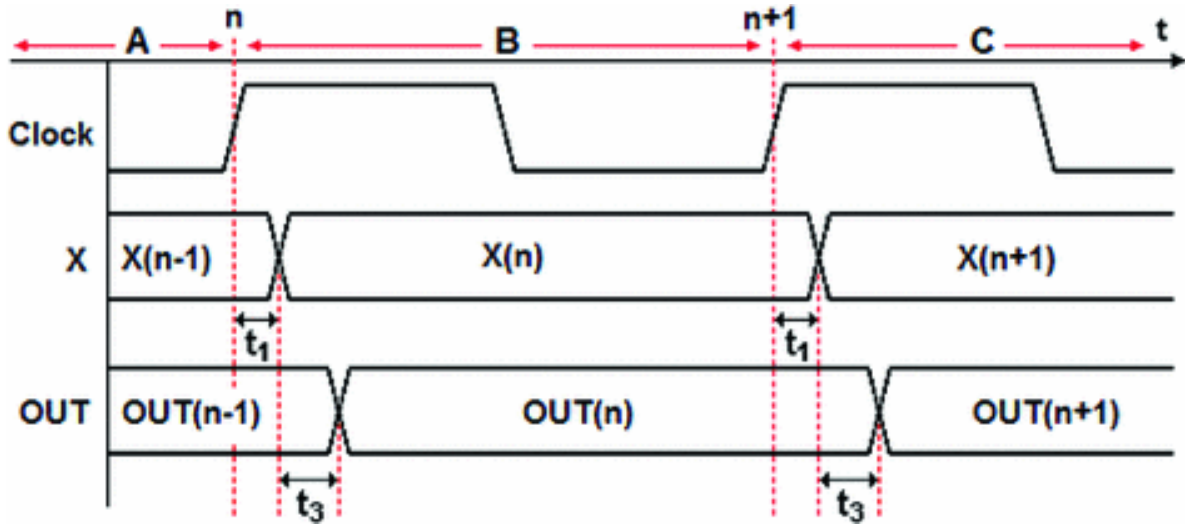 n n+1
A B C t
Clock
X X(n-1) X(n) X(n+1)
t1 t1
OUT OUT(n-1) OUT(n) OUT(n+1)
t3 t3